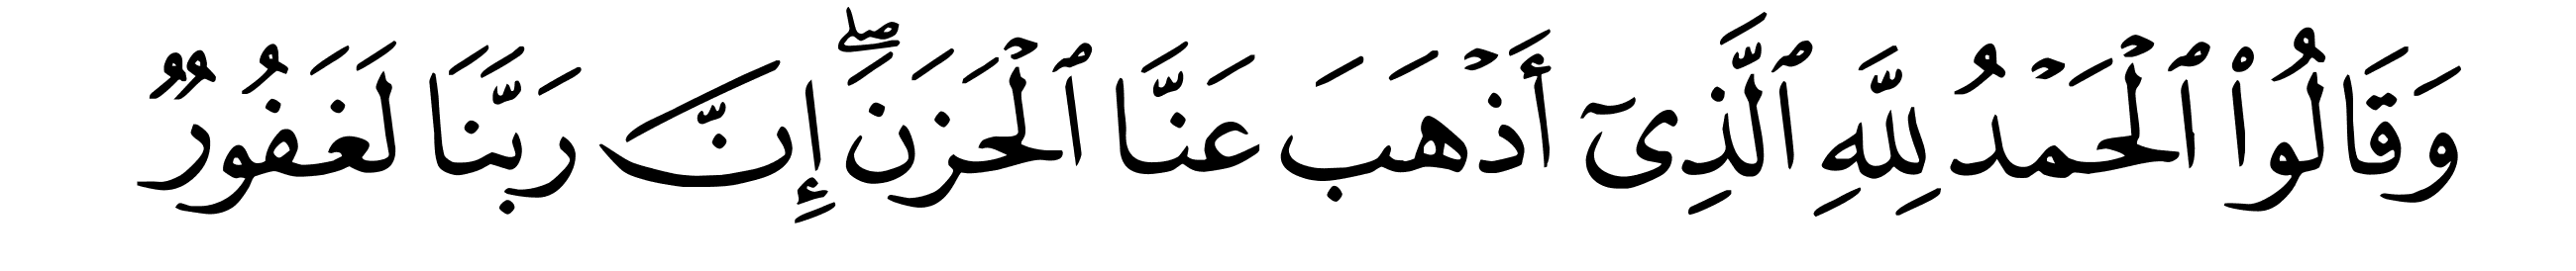 وَقَالُوا۟ ٱلْحَمْدُ لِلَّهِ ٱلَّذِىٓ أَذْهَبَ عَنَّا ٱلْحَزَنَ ۖ إِنَّ رَبَّنَا لَغَفُورٌ